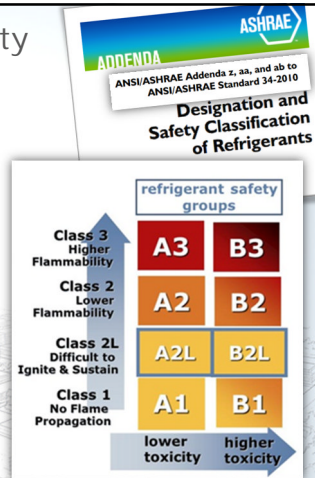 ty
ADDENDA
ASHRAE
ANSI/ASHRAE Addenda z, aa, and ab to
ANSI/ASHRAE Standard 34-2010
Designation and
Safety Classification
of Refrigerants
refrigerant safety
groups
Class 3
Higher
Flammability
A3 B3
Class 2
Lower
Flammability
A2 B2
Class 2L
Difficult to
Ignite & Sustain
A2L B2L
Class 1
No Flame
Propagation
A1 B1
lower
toxicity
higher
toxicity